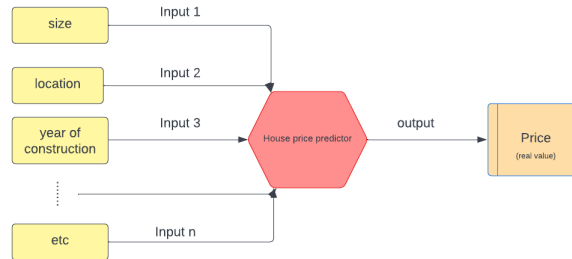 size
Input 1
location
Input 2
year of
construction
Input 3
House price predictor
output
Price
(real value)
etc
Input n